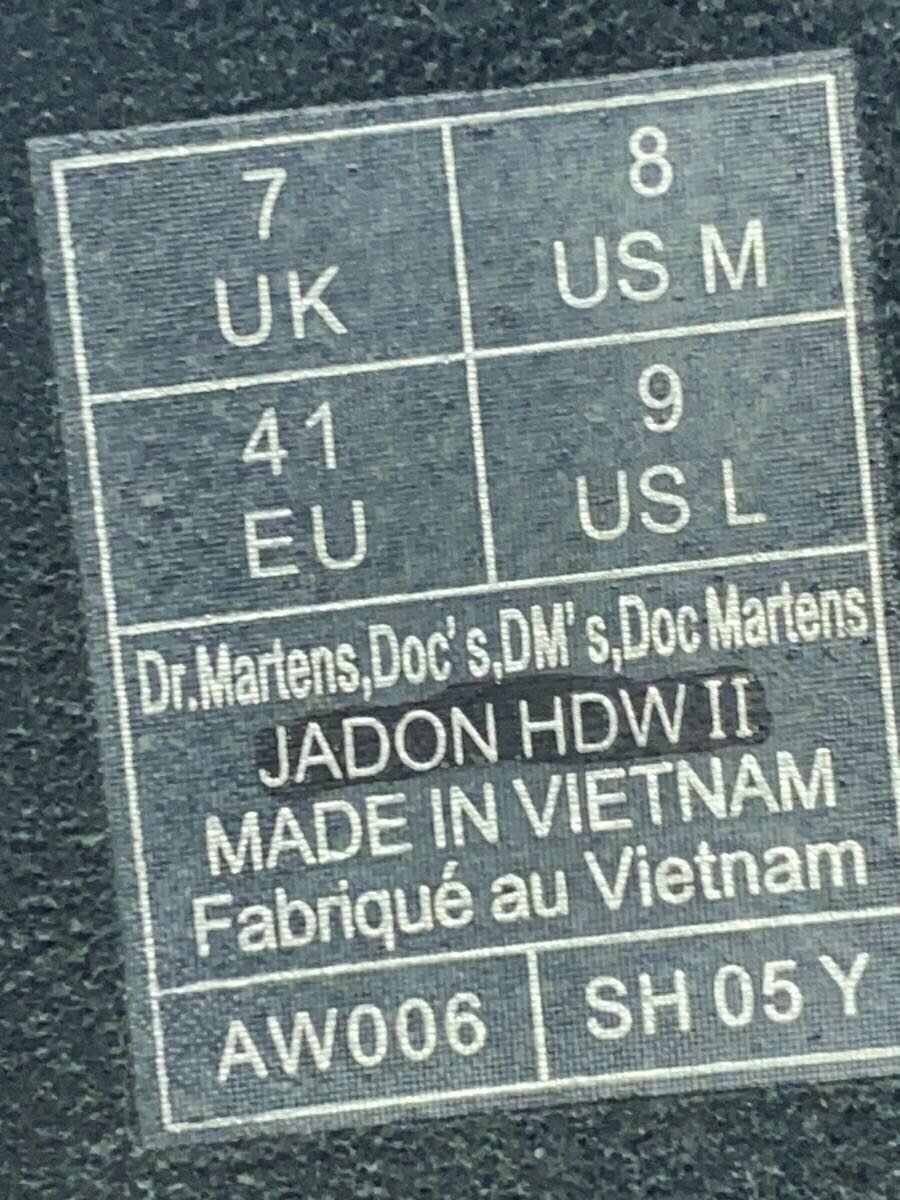 7
UK
8
US M
41
EU
9
US L
Dr.Martens,Doc's,DM's,Doc Martens
JADON HDW II
MADE IN VIETNAM
Fabriqué au Vietnam
AW006
SH 05 Y